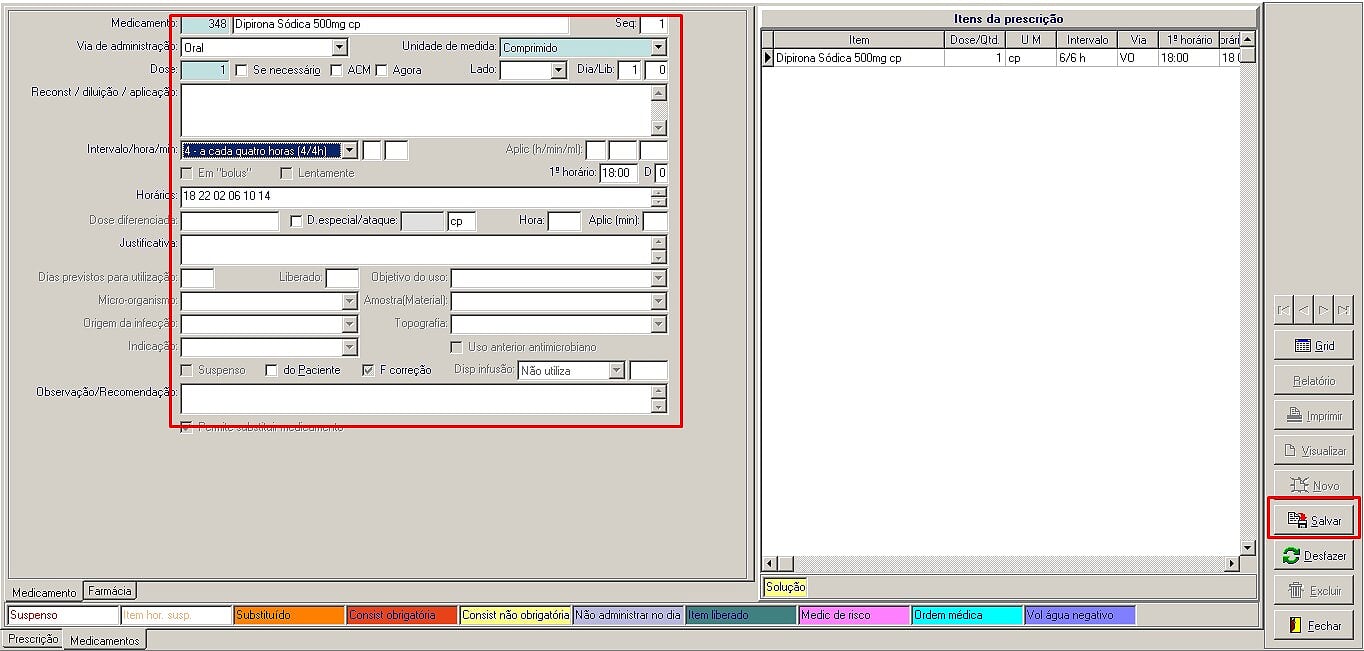 Medicamento: 348 Dipirona Sódica 500mg cp Seq: 1
Via de administração: Oral Unidade de medida: Comprimido
Dose: 1 Se necessário ACM Agora Lado: Dia/Lib: 1 0
Reconst / diluição / aplicação:
Intervalo/hora/min: 4 - a cada quatro horas (4/4h) Aplic (h/min/ml):
Em "bolus" Lentamente 1º horário: 18:00 D 0
Horários: 18 22 02 06 10 14
Dose diferenciada: D.especial/ataque: cp Hora: Aplic (min):
Justificativa:
Dias previstos para utilização: Liberado: Objetivo do uso:
Micro-organismo: Amostra(Material):
Origem da infecção: Topografia:
Indicação: Uso anterior antimicrobiano
Suspenso do Paciente F correção Disp infusão: Não utiliza
Observação/Recomendação:
Permite substituir medicamento
Medicamento Farmácia
Itens da prescrição
Item Dose/Qtd. U M Intervalo Via 1º horário
Dipirona Sódica 500mg cp 1 cp 6/6 h VO 18:00 18
Solução
Suspenso Item hor. susp. Substituído Consist obrigatória Consist não obrigatória Não administrar no dia Item liberado Medic de risco Ordem médica Vol água negativo
Prescrição Medicamentos
Grid
Relatório
Imprimir
Visualizar
Novo
Salvar
Desfazer
Excluir
Fechar